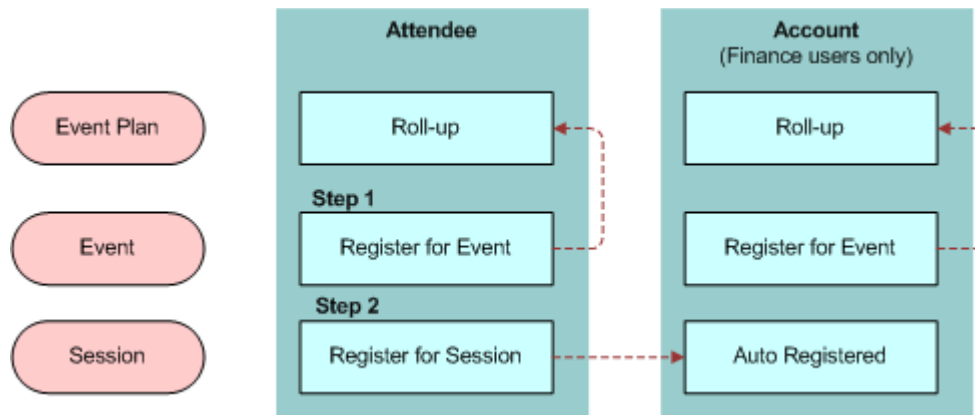 Attendee
Account
(Finance users only)
Event Plan
Roll-up
Roll-up
Step 1
Event
Register for Event
Register for Event
Step 2
Session
Register for Session
Auto Registered